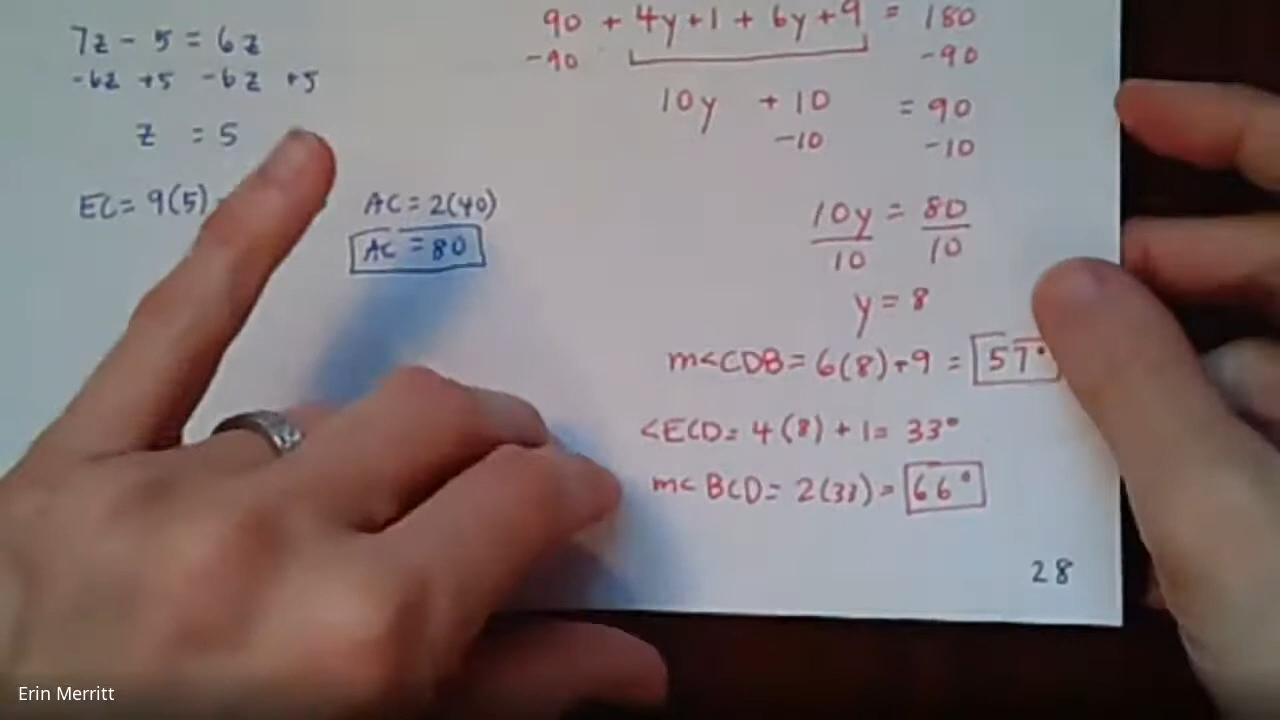 7z - 5 = 6z
-6z +5 -6z +5
z = 5
EC = 9(5)
AC = 2(40)
AC = 80
90 + 4y+1 + 6y+9 = 180
-90 -90
10y + 10 = 90
-10 -10
10y = 80
10 10
y = 8
m<CDB = 6(8)+9 = 57°
<ECD = 4(8)+1 = 33°
m< BCD = 2(33) = 66°
28
Erin Merritt